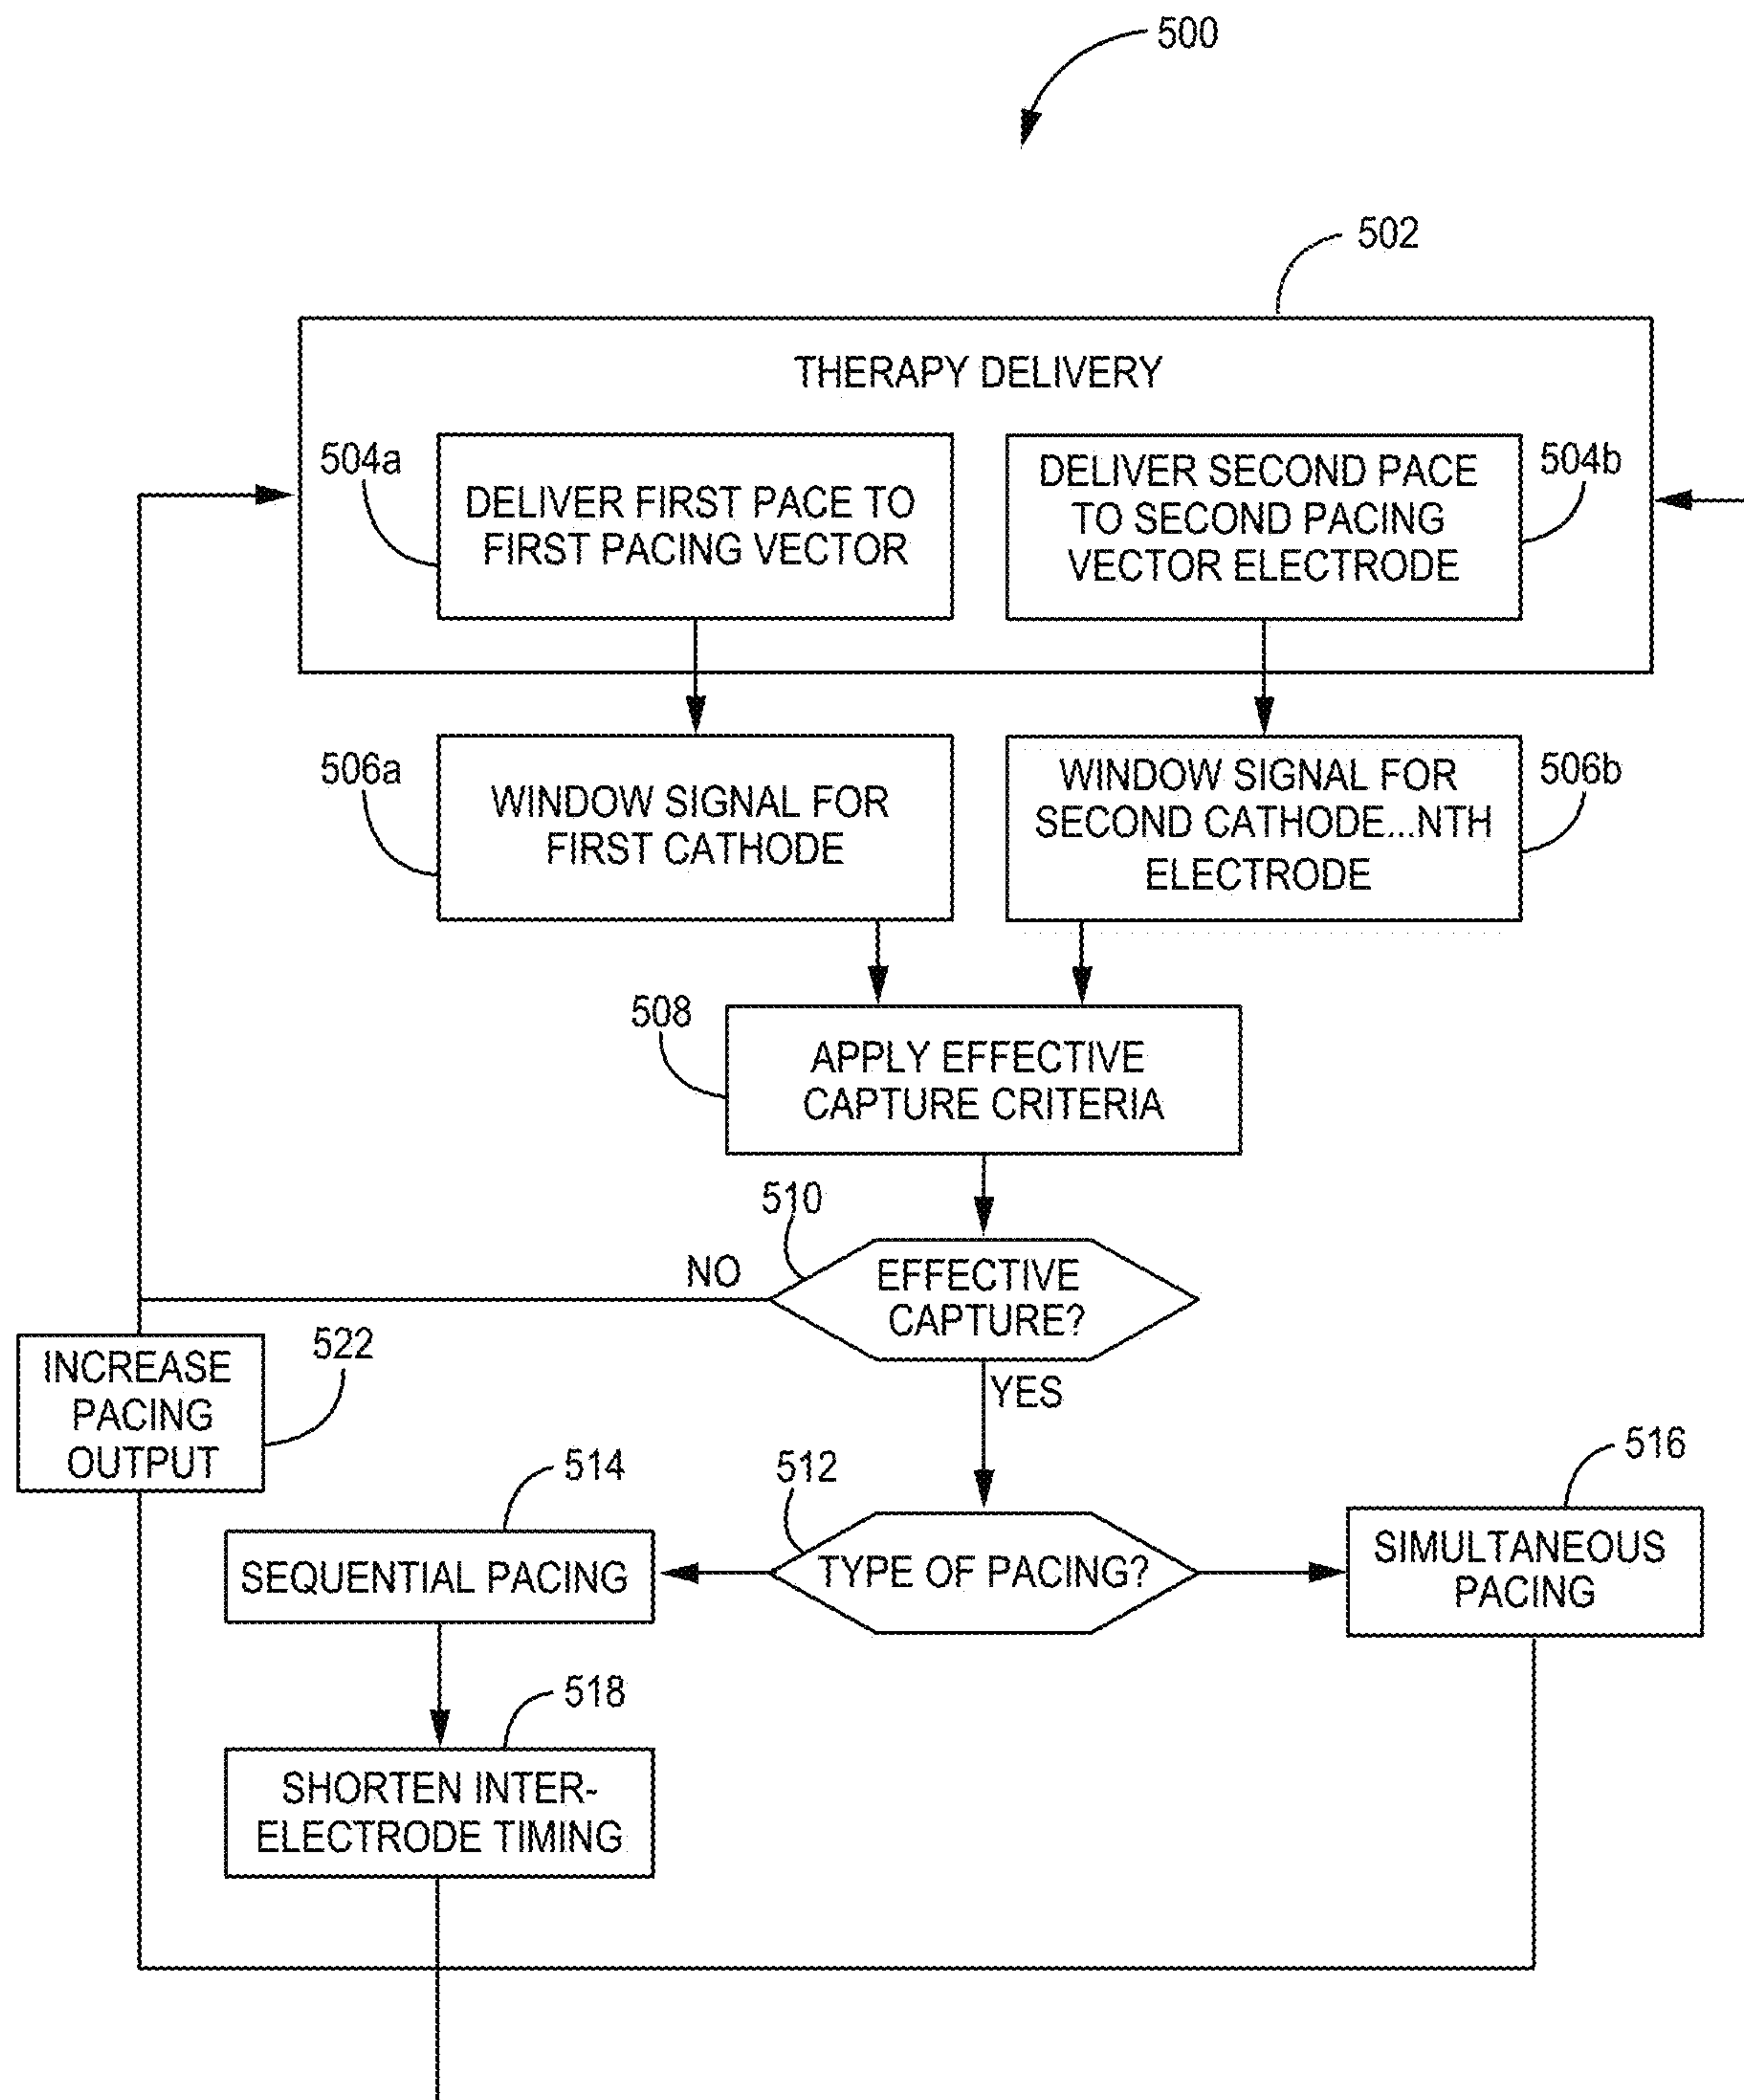 500
502
THERAPY DELIVERY
504a
DELIVER FIRST PACE TO
FIRST PACING VECTOR
DELIVER SECOND PACE
TO SECOND PACING
VECTOR ELECTRODE
504b
506a
WINDOW SIGNAL FOR
FIRST CATHODE
WINDOW SIGNAL FOR
SECOND CATHODE...NTH
ELECTRODE
506b
508
APPLY EFFECTIVE
CAPTURE CRITERIA
510
NO
EFFECTIVE
CAPTURE?
YES
INCREASE
PACING
OUTPUT
522
514
SEQUENTIAL PACING
512
TYPE OF PACING?
516
SIMULTANEOUS
PACING
518
SHORTEN INTER-
ELECTRODE TIMING